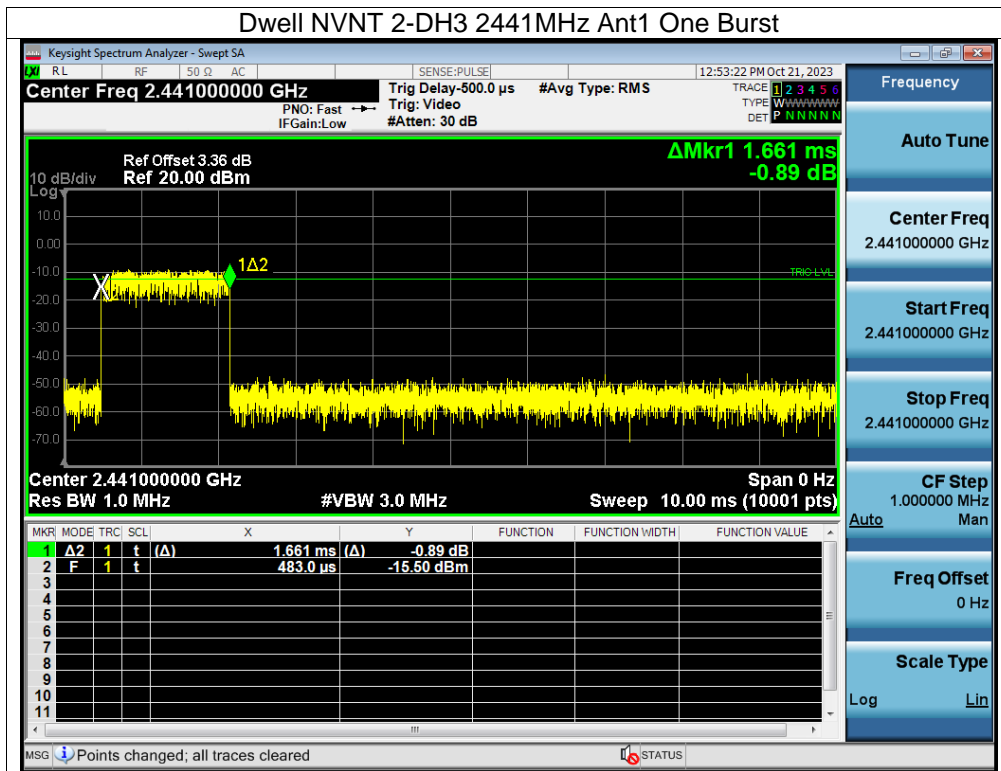 Dwell NVNT 2-DH3 2441MHz Ant1 One Burst
Keysight Spectrum Analyzer - Swept SA
LXI RL RF 50 Ω AC SENSE:PULSE 12:53:22 PM Oct 21, 2023
Center Freq 2.441000000 GHz Trig Delay-500.0 µs #Avg Type: RMS TRACE 1 2 3 4 5 6
PNO: Fast Trig: Video TYPE WWWWWW
IFGain:Low #Atten: 30 dB DET P N N N N N
Frequency
Auto Tune
Center Freq
2.441000000 GHz
Start Freq
2.441000000 GHz
Stop Freq
2.441000000 GHz
CF Step
1.000000 MHz
Auto Man
Freq Offset
0 Hz
Scale Type
Log Lin
ΔMkr1 1.661 ms
-0.89 dB
Ref Offset 3.36 dB
10 dB/div Ref 20.00 dBm
Log
10.0
0.00
-10.0
-20.0
-30.0
-40.0
-50.0
-60.0
-70.0
1Δ2
TRIG LVL
X
Center 2.441000000 GHz Span 0 Hz
Res BW 1.0 MHz #VBW 3.0 MHz Sweep 10.00 ms (10001 pts)
MKR MODE TRC SCL X Y FUNCTION FUNCTION WIDTH FUNCTION VALUE
1 Δ2 1 t (Δ) 1.661 ms (Δ) -0.89 dB
2 F 1 t 483.0 µs -15.50 dBm
3
4
5
6
7
8
9
10
11
MSG Points changed; all traces cleared STATUS